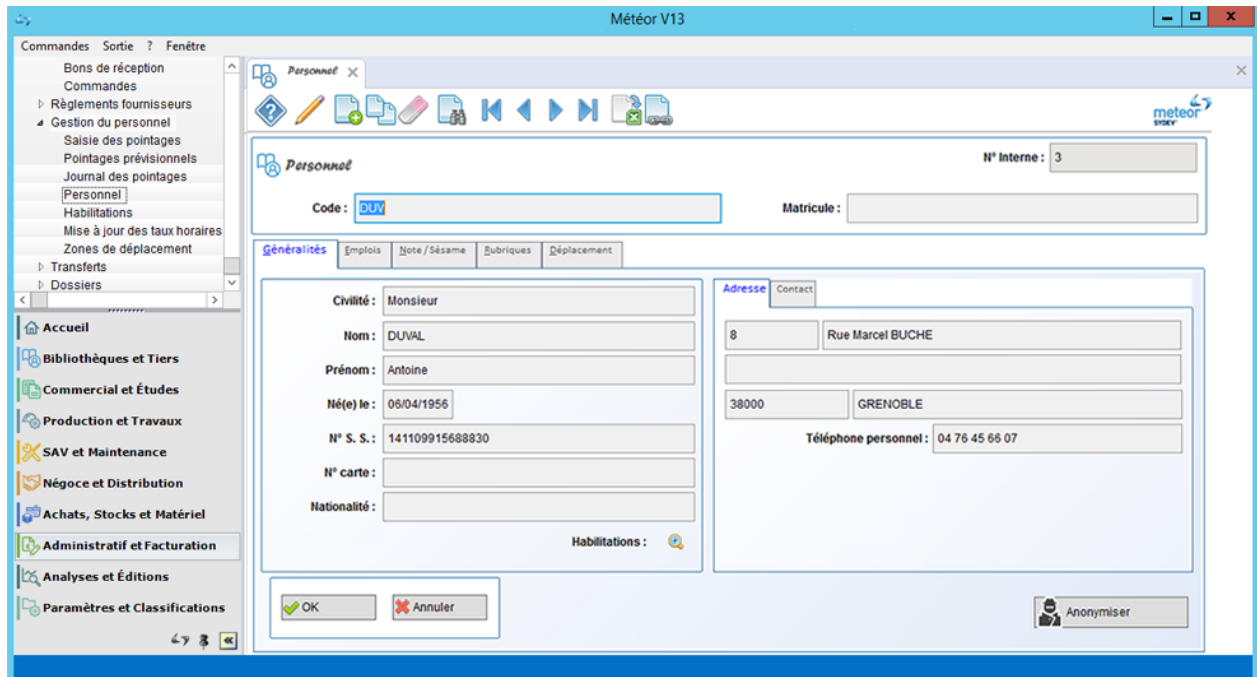 Météor V13
Commandes Sortie ? Fenêtre
Bons de réception
Commandes
Règlements fournisseurs
Gestion du personnel
Saisie des pointages
Pointages prévisionnels
Journal des pointages
Personnel
Habilitations
Mise à jour des taux horaires
Zones de déplacement
Transferts
Dossiers
Accueil
Bibliothèques et Tiers
Commercial et Études
Production et Travaux
SAV et Maintenance
Négoce et Distribution
Achats, Stocks et Matériel
Administratif et Facturation
Analyses et Éditions
Paramètres et Classifications
Personnel
meteor
SYDEV
Personnel
N° Interne : 3
Code : DUV
Matricule :
Généralités Emplois Note / Sésame Rubriques Déplacement
Civilité : Monsieur
Nom : DUVAL
Prénom : Antoine
Né(e) le : 06/04/1956
N° S. S. : 141109915688830
N° carte :
Nationalité :
Habilitations :
Adresse Contact
8 Rue Marcel BUCHE
38000 GRENOBLE
Téléphone personnel : 04 76 45 66 07
OK Annuler
Anonymiser